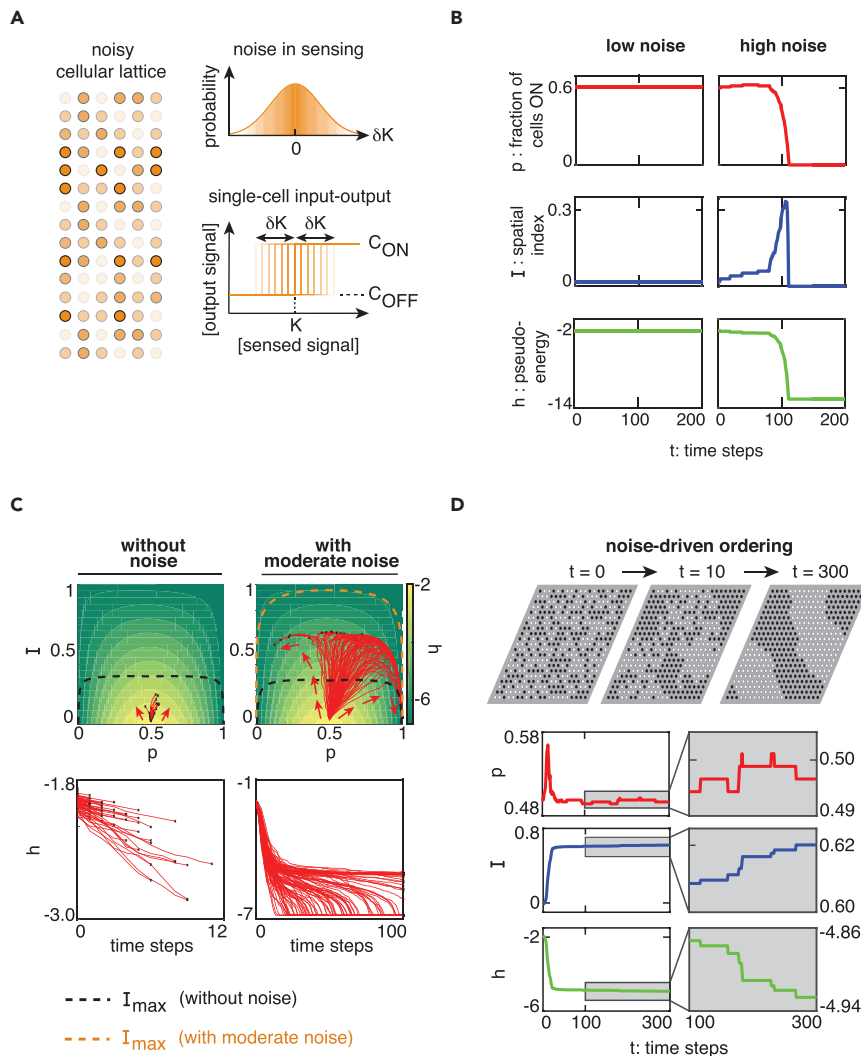 A
noisy
cellular lattice
noise in sensing
probability
δK
0
single-cell input-output
δK δK
C_ON
C_OFF
[output signal]
K
[sensed signal]
B
low noise high noise
p : fraction of
cells ON
0.6
0
I : spatial
index
0.3
0
h : pseudo-
energy
-2
-14
0 100 200 0 100 200
t: time steps
C
without
noise
with
moderate noise
I
1
0.5
0
0 0.5 1
p
1
0.5
0
0 0.5 1
p
-2
h
-6
h
-1.8
-3.0
0 12
time steps
-1
-7
0 100
time steps
I_max (without noise)
I_max (with moderate noise)
D
noise-driven ordering
t = 0 t = 10 t = 300
p
0.58
0.48
0.50
0.49
I
0.8
0
0.62
0.60
h
-2
-6
-4.86
-4.94
0 100 300 100 300
t: time steps